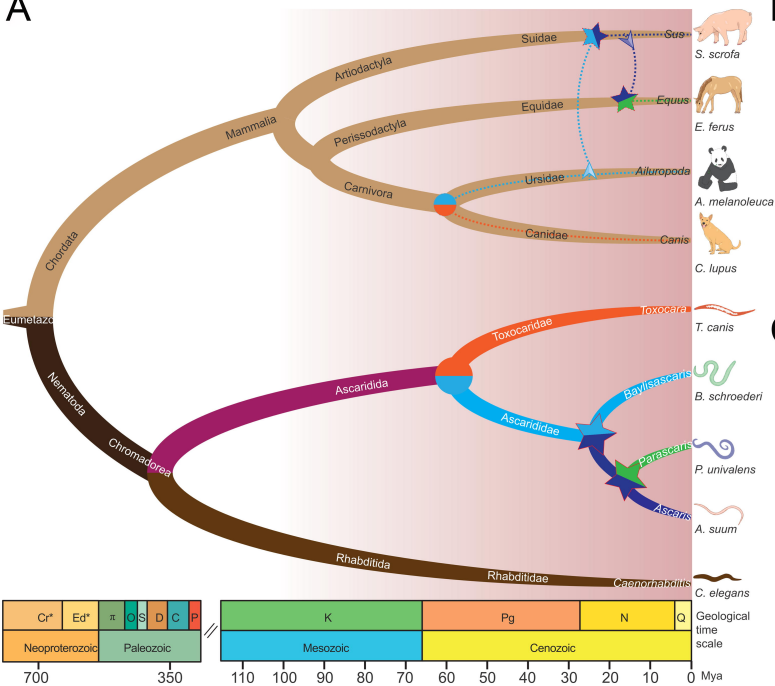 A
Suidae
Sus
S. scrofa
Artiodactyla
Mammalia
Perissodactyla
Equidae
Equus
E. ferus
Carnivora
Ursidae
Ailuropoda
A. melanoleuca
Canidae
Canis
C. lupus
Chordata
Eumetazo
Nematoda
Chromadorea
Ascaridida
Toxocaridae
Toxocara
T. canis
Ascarididae
Baylisascaris
B. schroederi
Parascaris
P. univalens
Ascaris
A. suum
Rhabditida
Rhabditidae
Caenorhabditis
C. elegans
Cr* Ed* π O S D C P K Pg N Q
Neoproterozoic Paleozoic // Mesozoic Cenozoic
Geological
time
scale
700 350 110 100 90 80 70 60 50 40 30 20 10 0 Mya